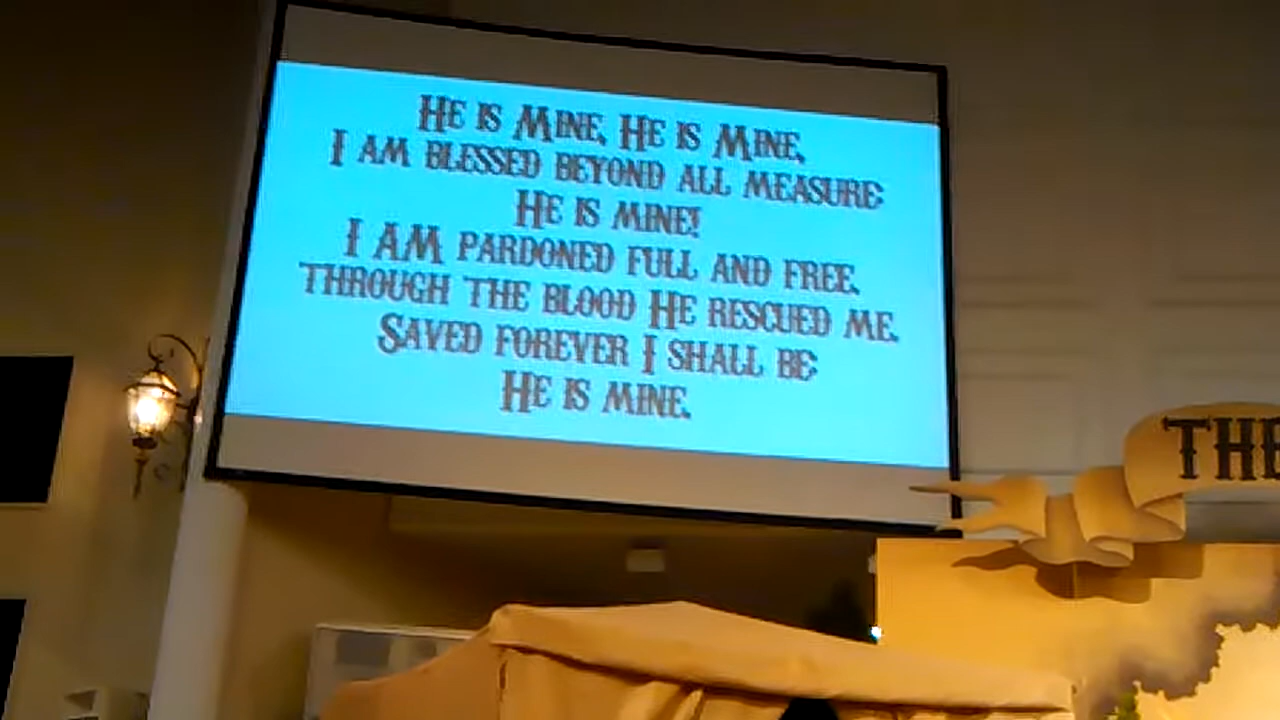 He is Mine, He is Mine,
I am blessed beyond all measure;
He is mine!
I AM pardoned full and free,
through the blood He rescued me.
Saved forever I shall be;
He is mine.
THE